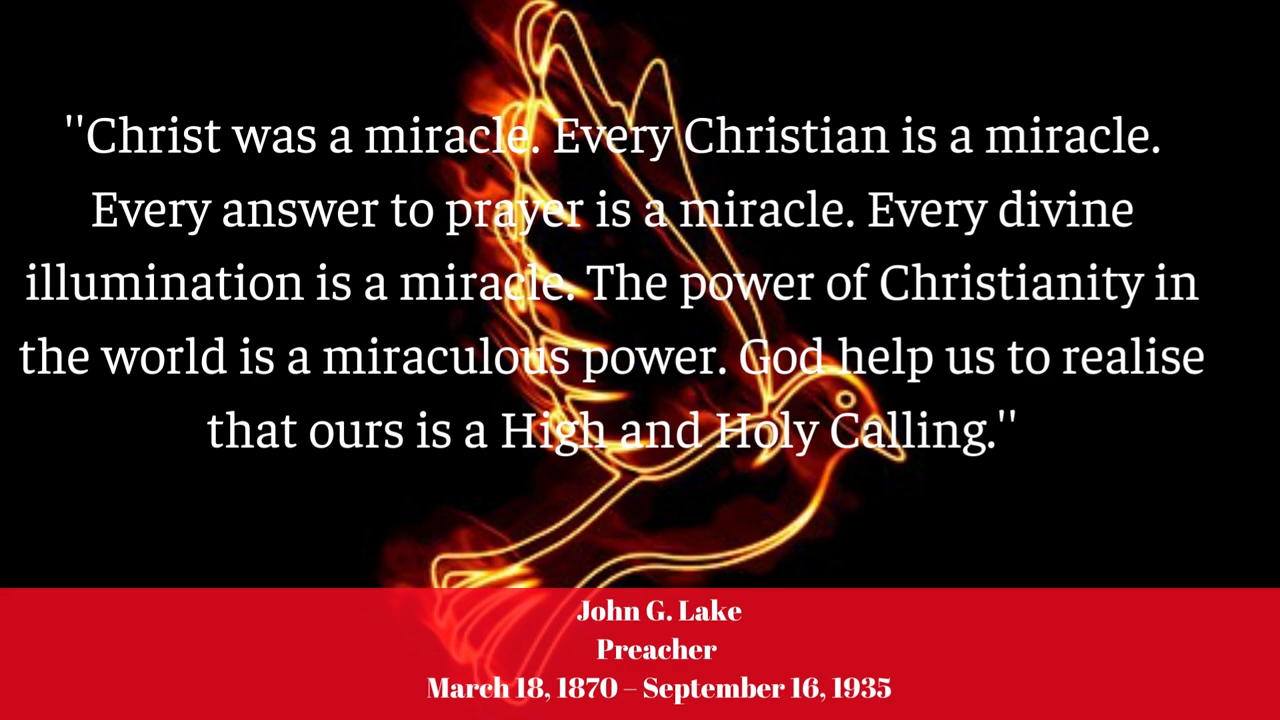 "Christ was a miracle. Every Christian is a miracle.
Every answer to prayer is a miracle. Every divine
illumination is a miracle. The power of Christianity in
the world is a miraculous power. God help us to realise
that ours is a High and Holy Calling."
John G. Lake
Preacher
March 18, 1870 – September 16, 1935